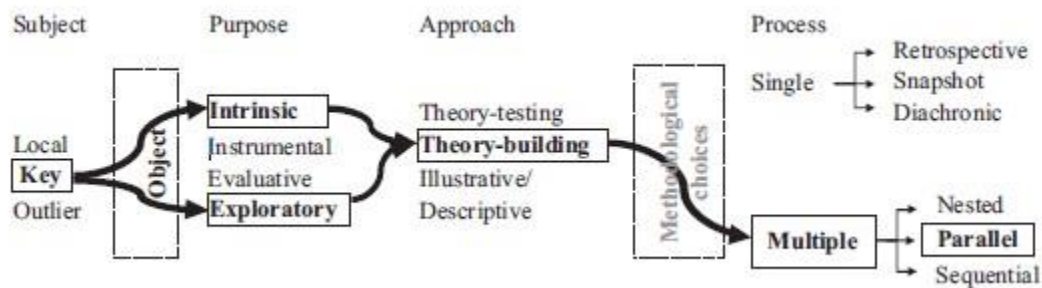 Subject Purpose Approach Process
Retrospective
Single Snapshot
Diachronic
Local
Key
Outlier
Object
Intrinsic
Instrumental
Evaluative
Exploratory
Theory-testing
Theory-building
Illustrative/
Descriptive
Methodological
choices
Multiple
Nested
Parallel
Sequential